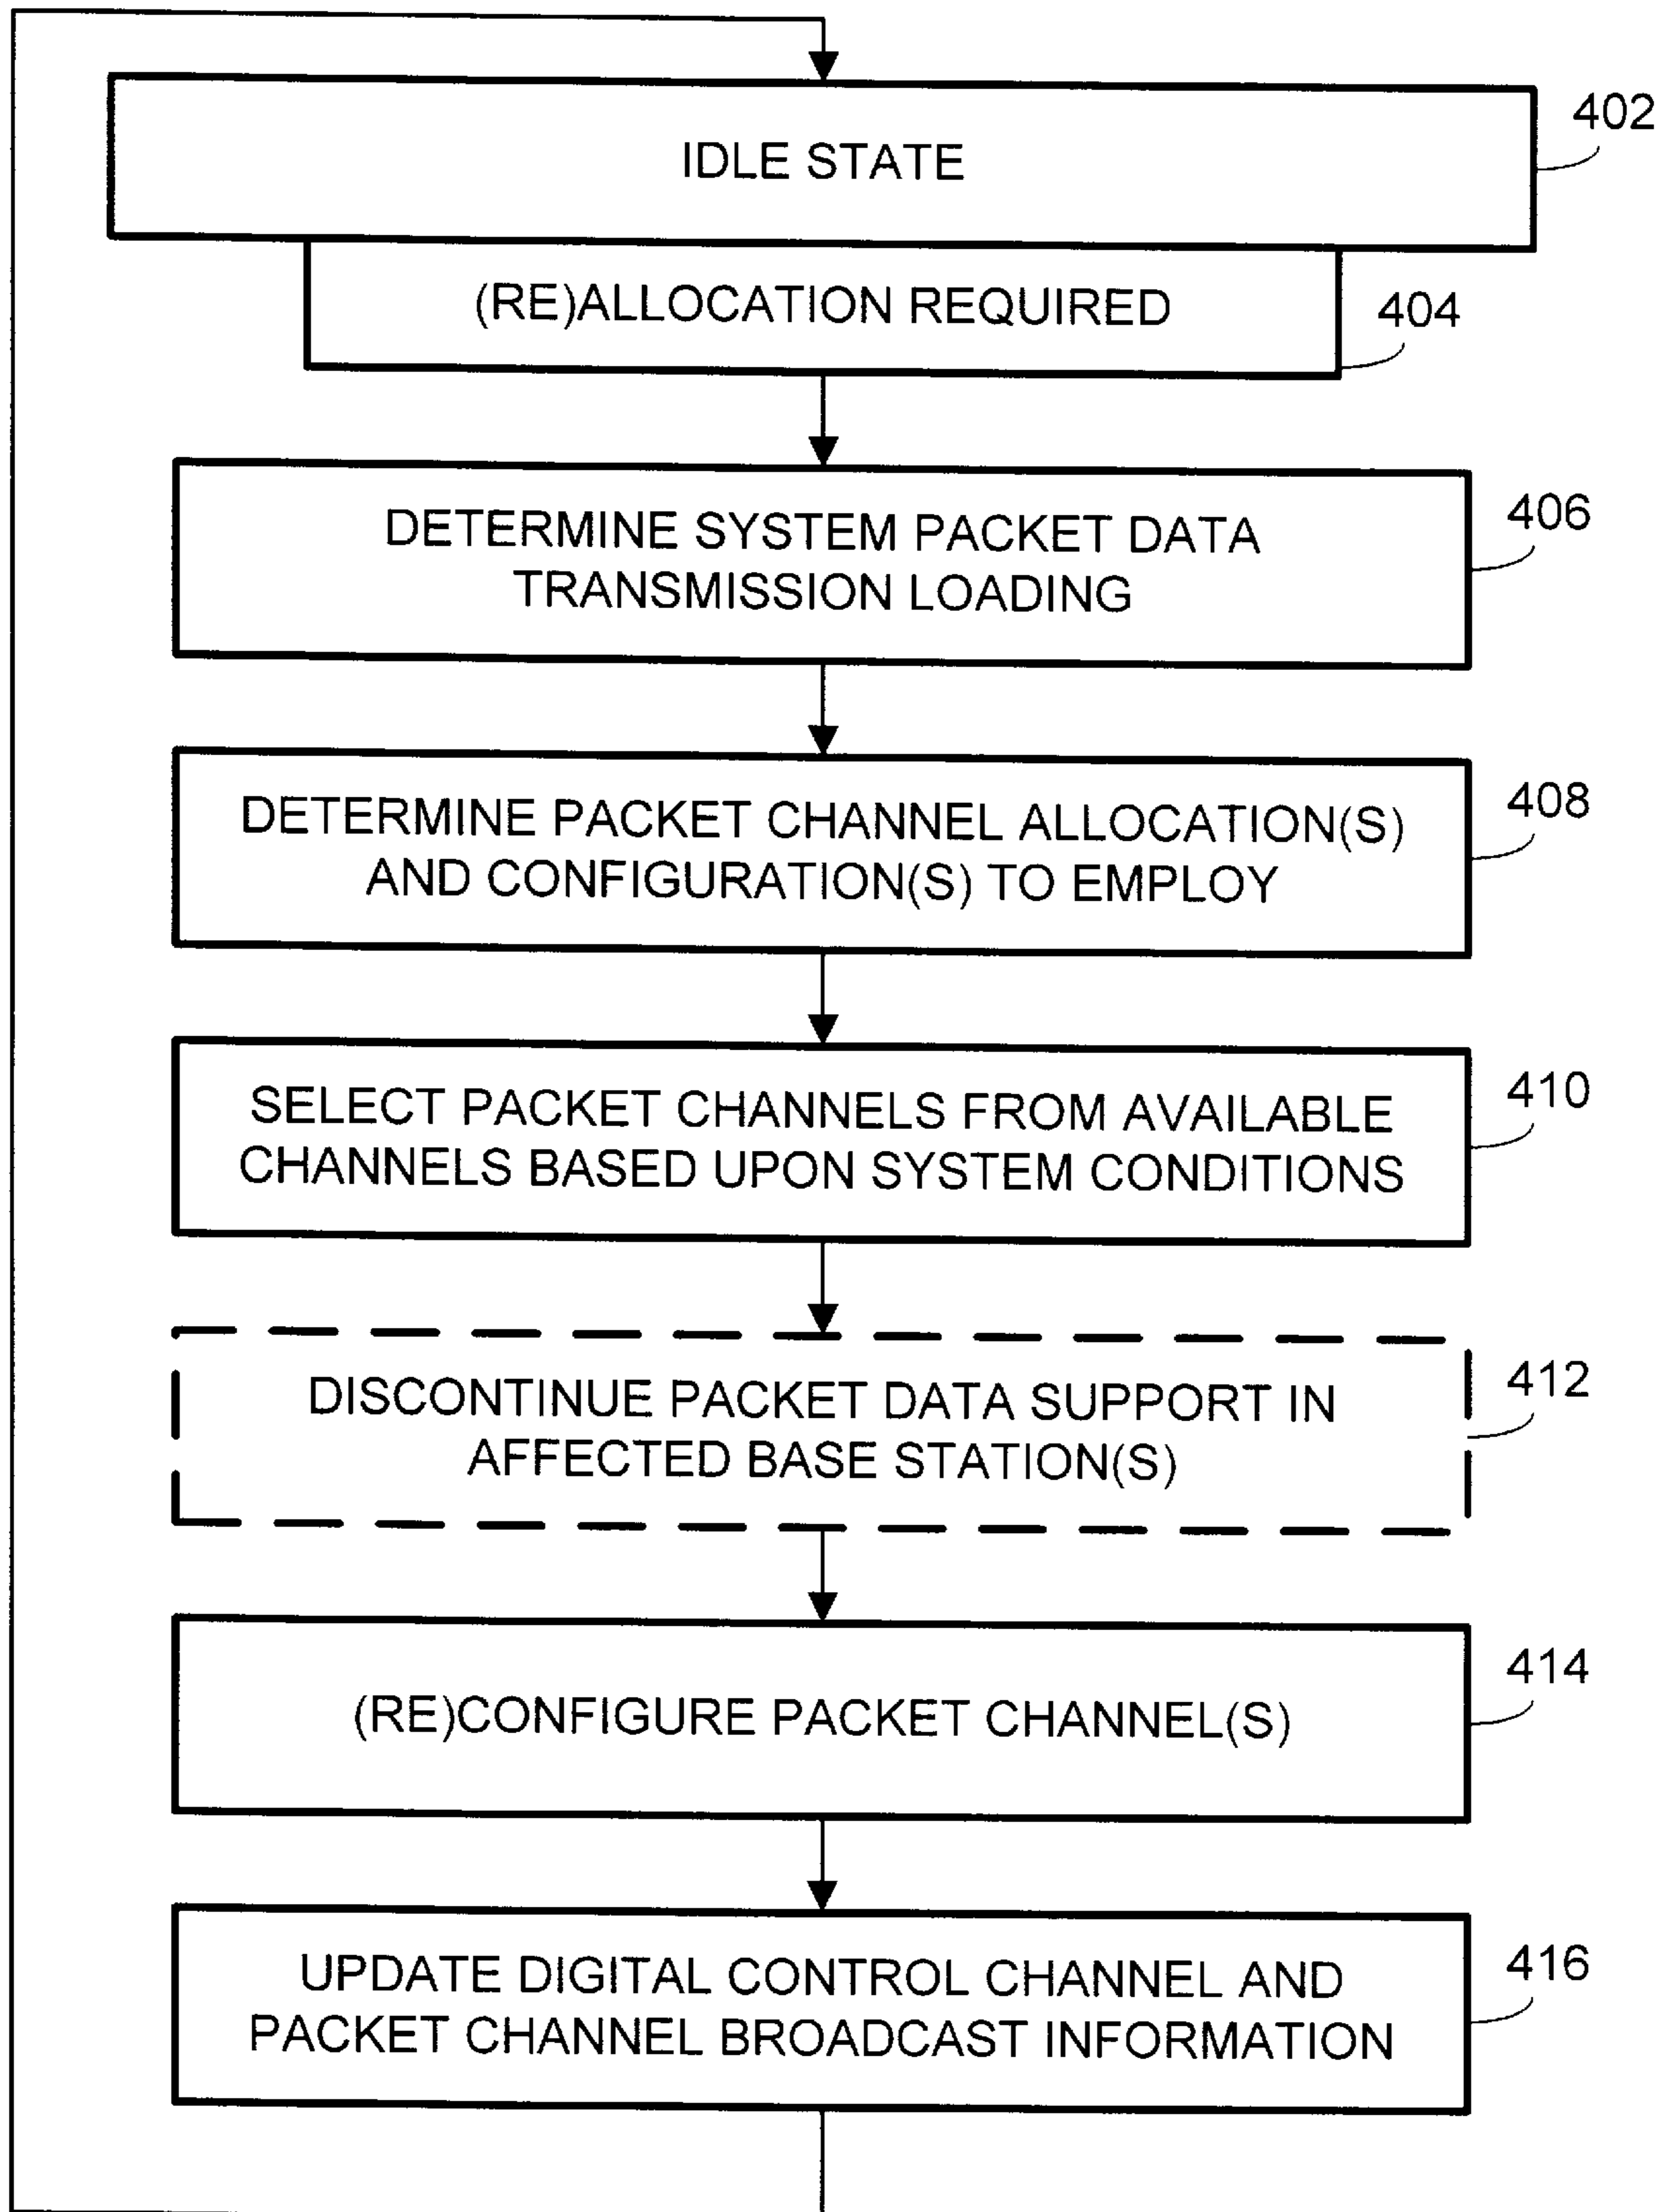 402
IDLE STATE
(RE)ALLOCATION REQUIRED
404
DETERMINE SYSTEM PACKET DATA
TRANSMISSION LOADING
406
DETERMINE PACKET CHANNEL ALLOCATION(S)
AND CONFIGURATION(S) TO EMPLOY
408
SELECT PACKET CHANNELS FROM AVAILABLE
CHANNELS BASED UPON SYSTEM CONDITIONS
410
DISCONTINUE PACKET DATA SUPPORT IN
AFFECTED BASE STATION(S)
412
(RE)CONFIGURE PACKET CHANNEL(S)
414
UPDATE DIGITAL CONTROL CHANNEL AND
PACKET CHANNEL BROADCAST INFORMATION
416